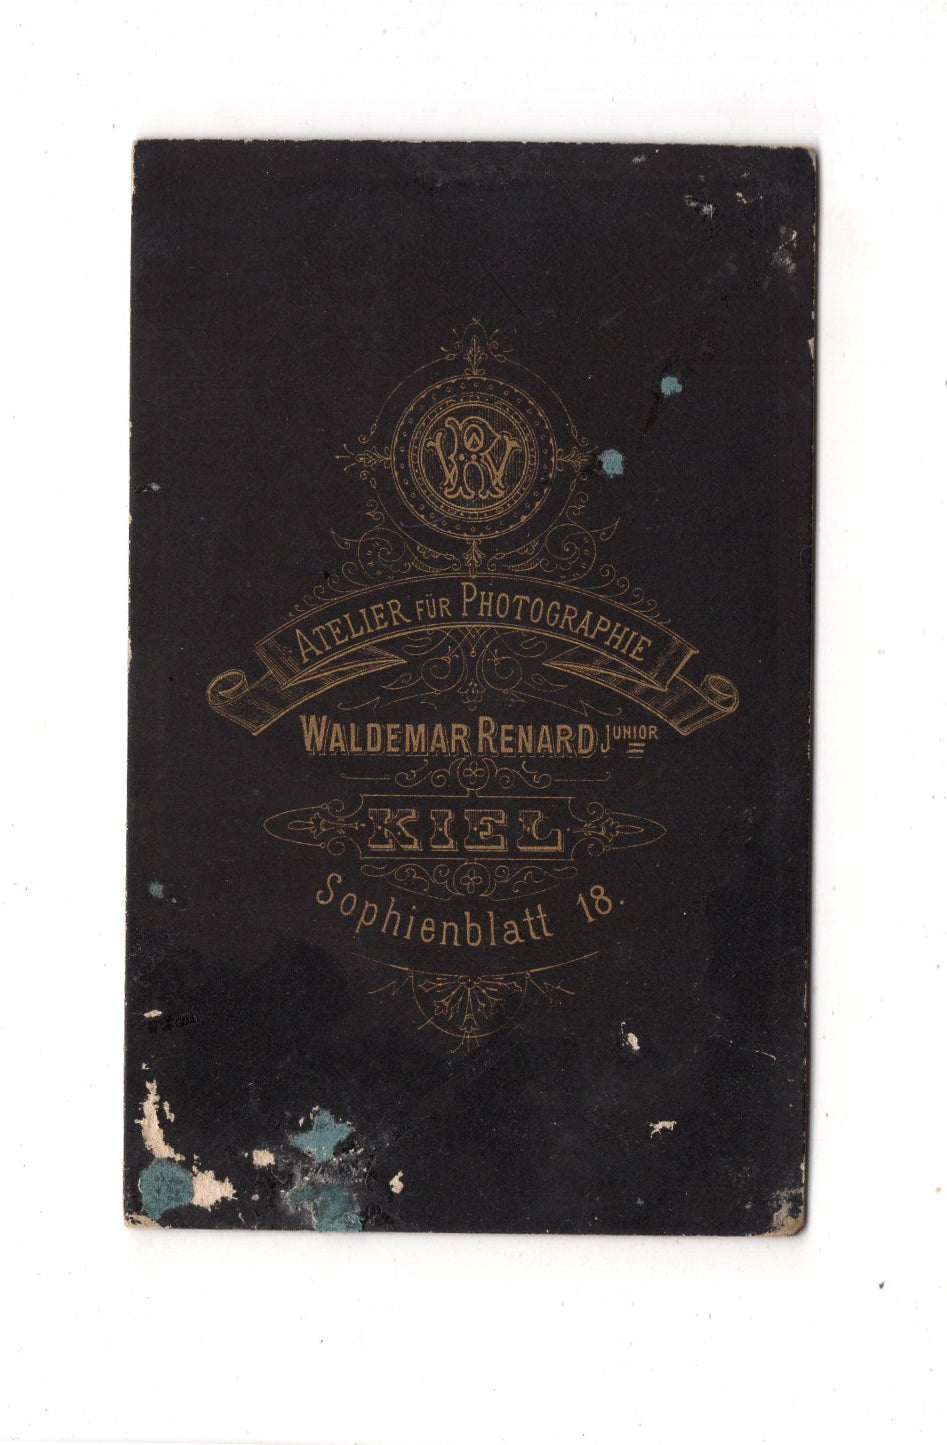 WR
ATELIER FÜR PHOTOGRAPHIE
WALDEMAR RENARD JUNIOR
KIEL
Sophienblatt 18.